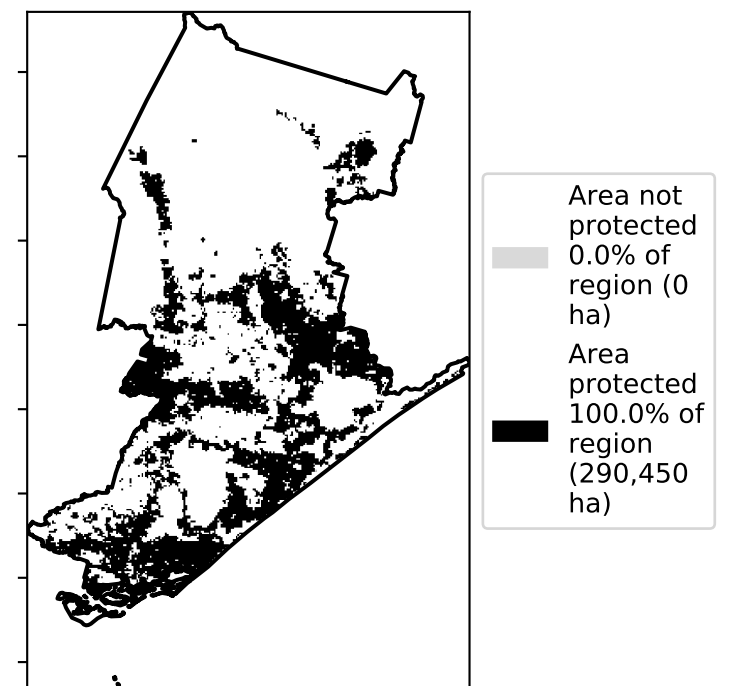 Area not
protected
0.0% of
region (0
ha)
Area
protected
100.0% of
region
(290,450
ha)